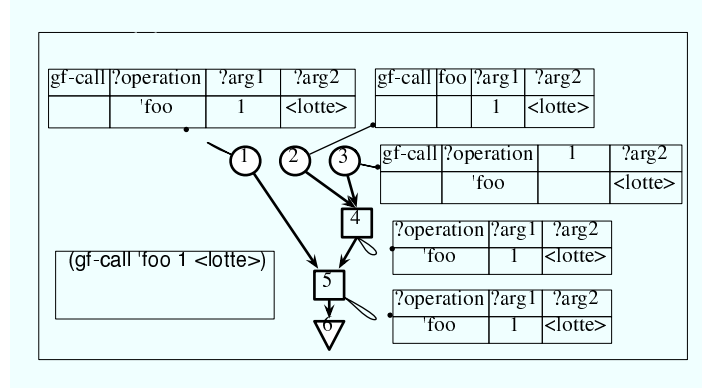 gf-call ?operation ?arg1 ?arg2
'foo 1 <lotte>
gf-call foo ?arg1 ?arg2
1 <lotte>
1 2 3
gf-call ?operation 1 ?arg2
'foo <lotte>
4
?operation ?arg1 ?arg2
'foo 1 <lotte>
(gf-call 'foo 1 <lotte>)
5
?operation ?arg1 ?arg2
'foo 1 <lotte>
6